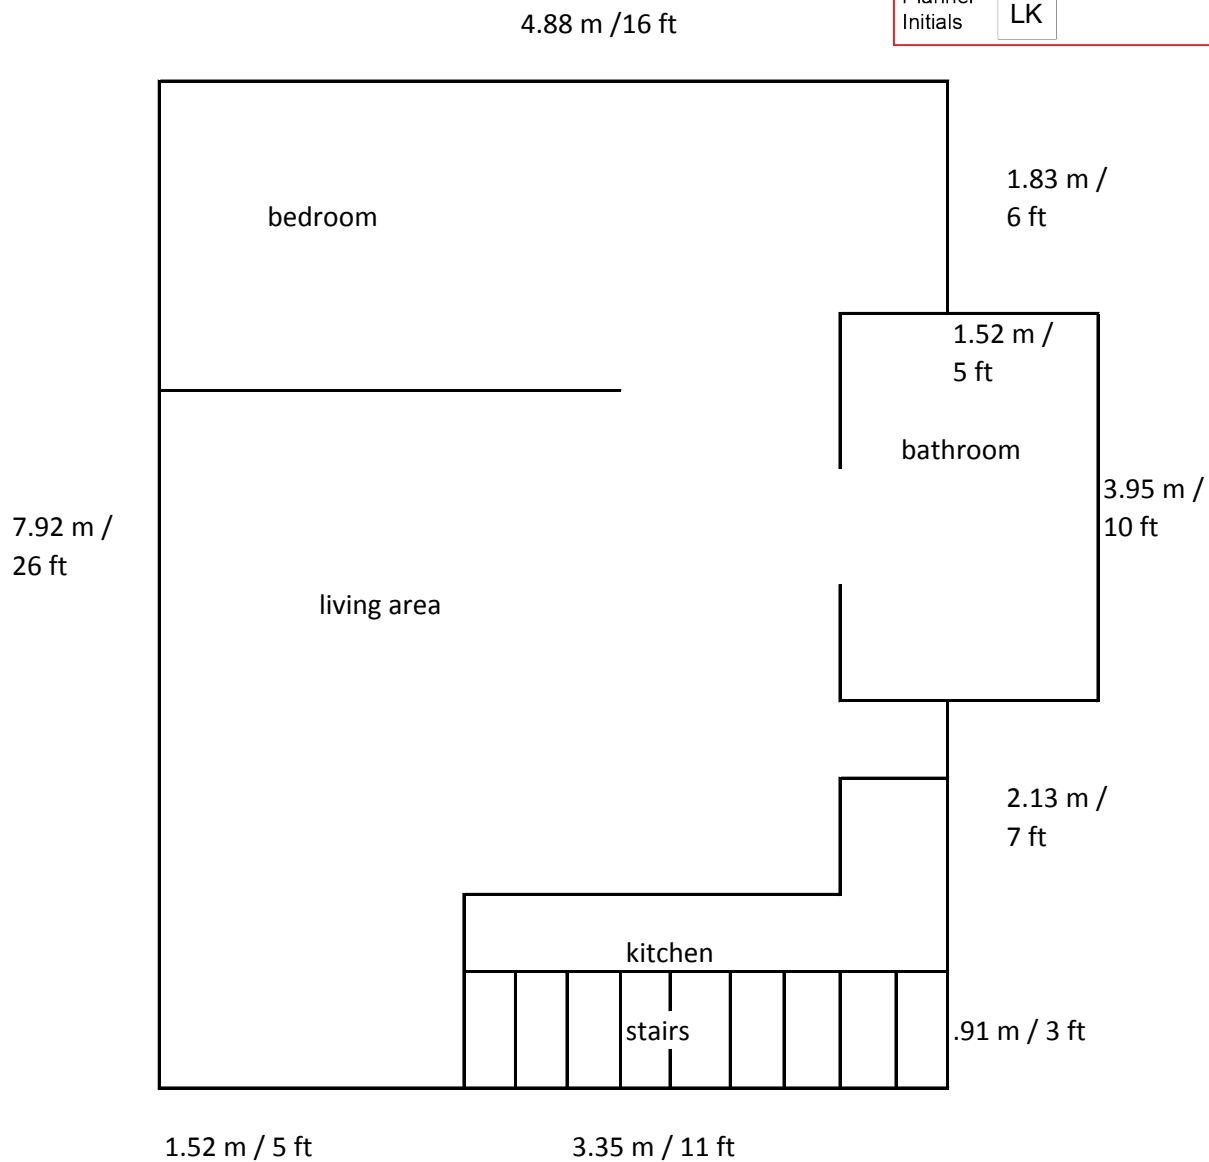 Initials
LK
4.88 m /16 ft
1.83 m /
6 ft
bedroom
1.52 m /
5 ft
bathroom
3.95 m /
10 ft
7.92 m /
26 ft
living area
2.13 m /
7 ft
kitchen
stairs
.91 m / 3 ft
1.52 m / 5 ft
3.35 m / 11 ft